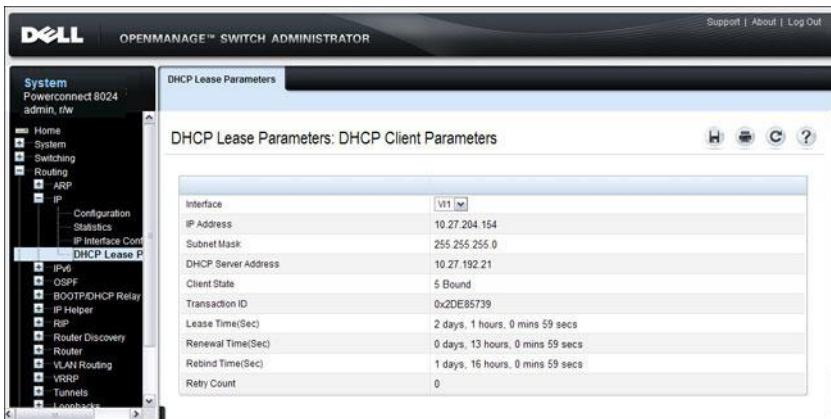 Support | About | Log Out
DELL OPENMANAGE™ SWITCH ADMINISTRATOR
System
Powerconnect 8024
admin, r/w
Home
System
Switching
Routing
ARP
IP
Configuration
Statistics
IP Interface Conf
DHCP Lease P
IPv6
OSPF
BOOTP/DHCP Relay
IP Helper
RIP
Router Discovery
Router
VLAN Routing
VRRP
Tunnels
Loopbacks
DHCP Lease Parameters
DHCP Lease Parameters: DHCP Client Parameters
Interface Vl1
IP Address 10.27.204.154
Subnet Mask 255.255.255.0
DHCP Server Address 10.27.192.21
Client State 5 Bound
Transaction ID 0x2DE85739
Lease Time(Sec) 2 days, 1 hours, 0 mins 59 secs
Renewal Time(Sec) 0 days, 13 hours, 0 mins 59 secs
Rebind Time(Sec) 1 days, 16 hours, 0 mins 59 secs
Retry Count 0